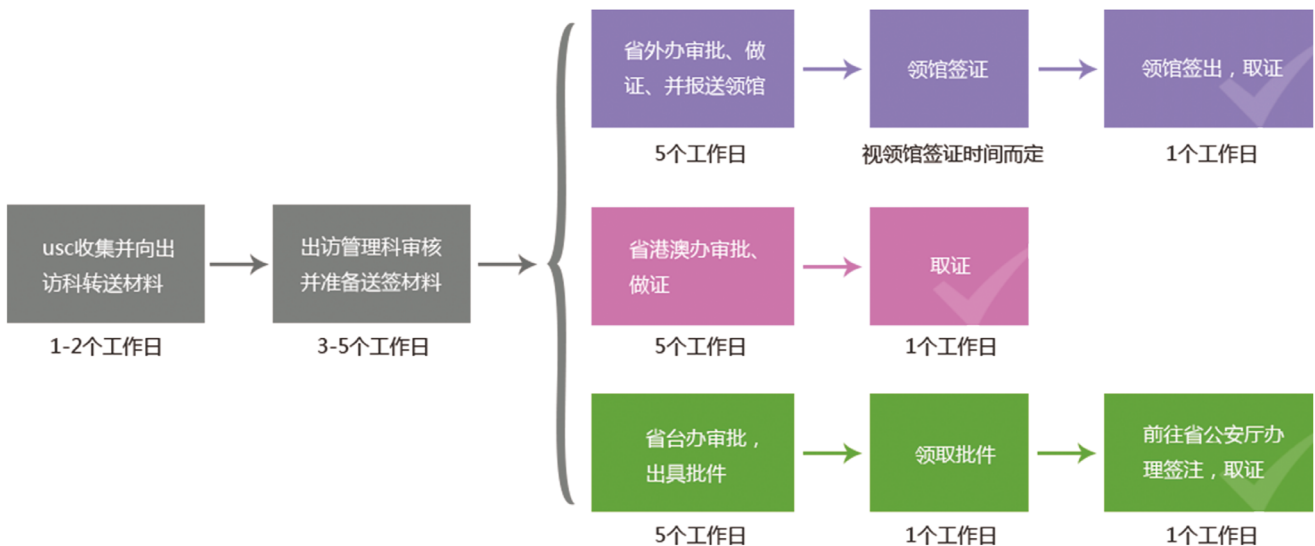 usc收集并向出
访科转送材料
1-2个工作日
出访管理科审核
并准备送签材料
3-5个工作日
省外办审批、做
证、并报送领馆
5个工作日
领馆签证
视领馆签证时间而定
领馆签出，取证
1个工作日
省港澳办审批、
做证
5个工作日
取证
1个工作日
省台办审批，
出具批件
5个工作日
领取批件
1个工作日
前往省公安厅办
理签注，取证
1个工作日